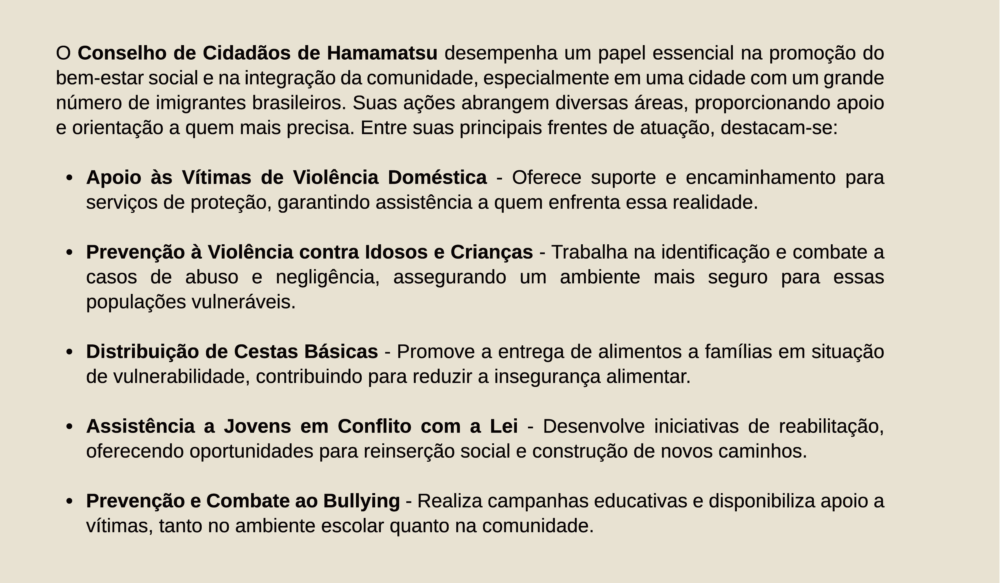 O Conselho de Cidadãos de Hamamatsu desempenha um papel essencial na promoção do
bem-estar social e na integração da comunidade, especialmente em uma cidade com um grande
número de imigrantes brasileiros. Suas ações abrangem diversas áreas, proporcionando apoio
e orientação a quem mais precisa. Entre suas principais frentes de atuação, destacam-se:
• Apoio às Vítimas de Violência Doméstica - Oferece suporte e encaminhamento para
serviços de proteção, garantindo assistência a quem enfrenta essa realidade.
• Prevenção à Violência contra Idosos e Crianças - Trabalha na identificação e combate a
casos de abuso e negligência, assegurando um ambiente mais seguro para essas
populações vulneráveis.
• Distribuição de Cestas Básicas - Promove a entrega de alimentos a famílias em situação
de vulnerabilidade, contribuindo para reduzir a insegurança alimentar.
• Assistência a Jovens em Conflito com a Lei - Desenvolve iniciativas de reabilitação,
oferecendo oportunidades para reinserção social e construção de novos caminhos.
• Prevenção e Combate ao Bullying - Realiza campanhas educativas e disponibiliza apoio a
vítimas, tanto no ambiente escolar quanto na comunidade.